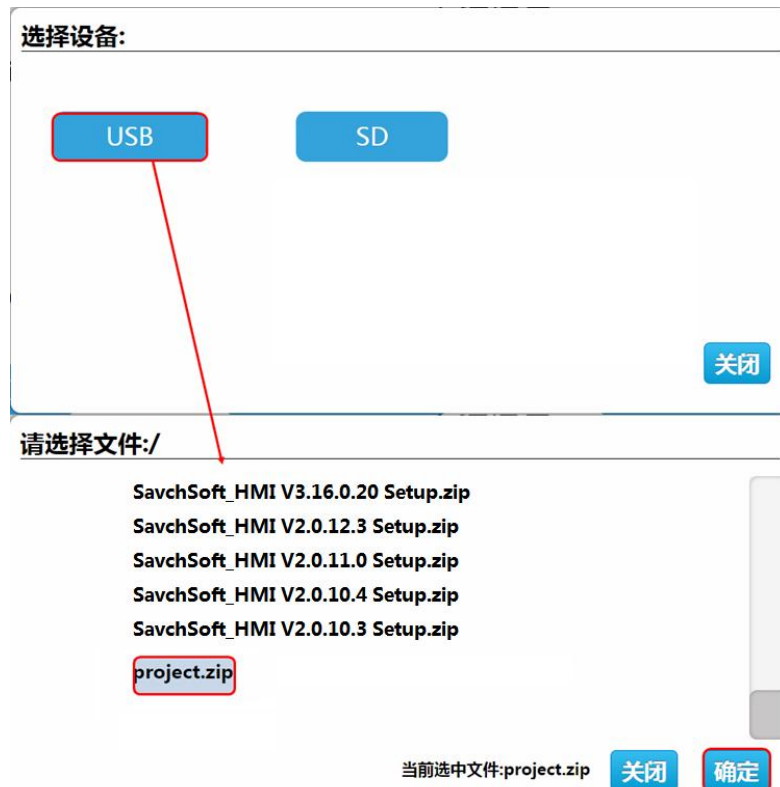 选择设备:
USB SD
关闭
请选择文件:/
SavchSoft_HMI V3.16.0.20 Setup.zip
SavchSoft_HMI V2.0.12.3 Setup.zip
SavchSoft_HMI V2.0.11.0 Setup.zip
SavchSoft_HMI V2.0.10.4 Setup.zip
SavchSoft_HMI V2.0.10.3 Setup.zip
project.zip
当前选中文件:project.zip 关闭 确定